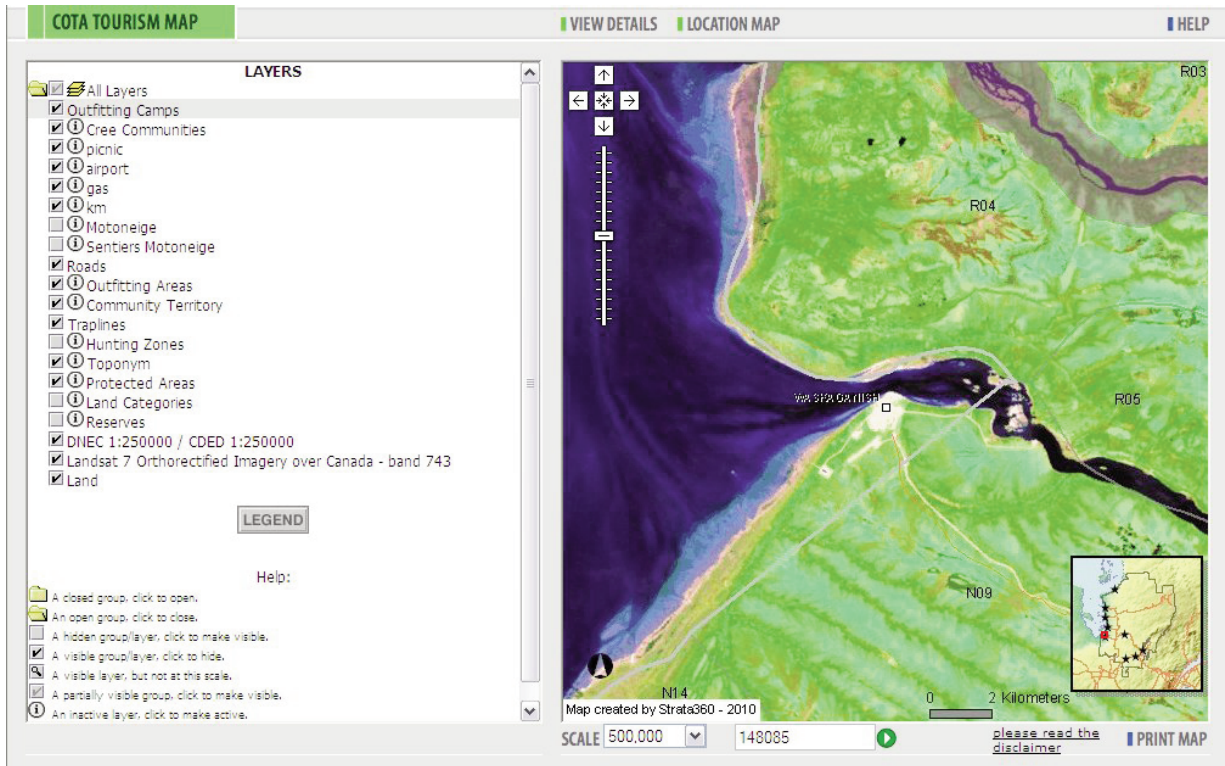 COTA TOURISM MAP
VIEW DETAILS
LOCATION MAP
HELP
LAYERS
All Layers
Outfitting Camps
Cree Communities
picnic
airport
gas
km
Motoneige
Sentiers Motoneige
Roads
Outfitting Areas
Community Territory
Traplines
Hunting Zones
Toponym
Protected Areas
Land Categories
Reserves
DNEC 1:250000 / CDED 1:250000
Landsat 7 Orthorectified Imagery over Canada - band 743
Land
LEGEND
Help:
A closed group, click to open.
An open group, click to close.
A hidden group/layer, click to make visible.
A visible group/layer, click to hide.
A visible layer, but not at this scale.
A partially visible group, click to make visible.
An inactive layer, click to make active.
R03
R04
R05
N09
N14
0 2 Kilometers
Map created by Strata360 - 2010
SCALE 500,000 148085
please read the
disclaimer
PRINT MAP